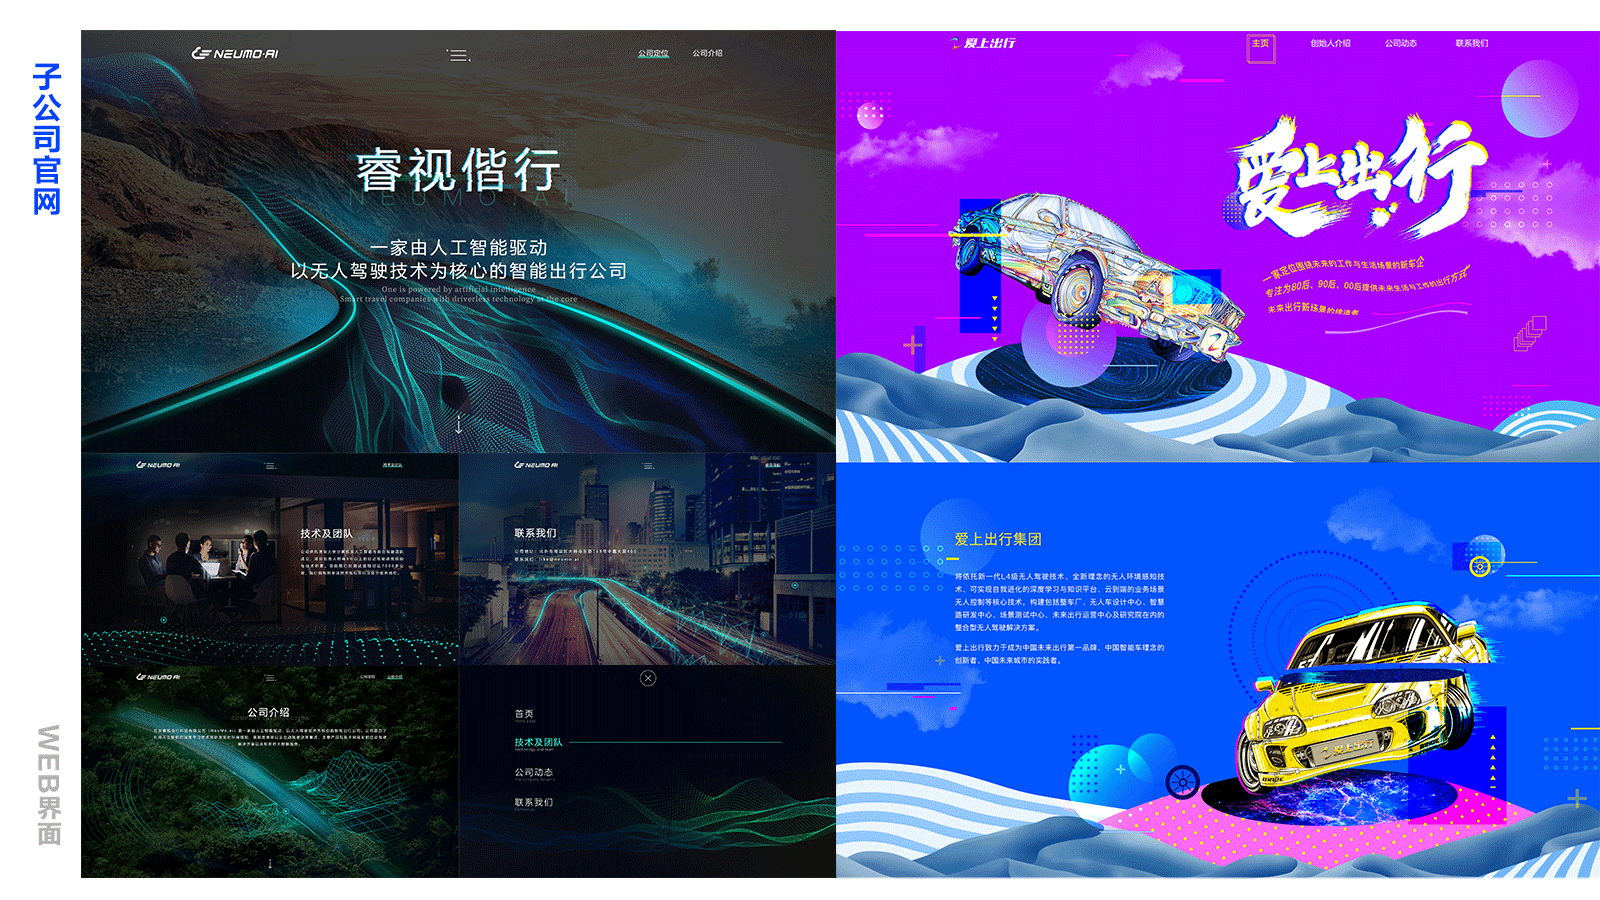 子公司官网
WEB界面
NEUMO·AI
公司定位
公司介绍
睿视偕行
NEUMO.AI
一家由人工智能驱动
以无人驾驶技术为核心的智能出行公司
One is powered by artificial intelligence
Smart travel companies with driverless technology at the core
NEUMO·AI
技术及团队
NEUMO·AI
联系我们
NEUMO·AI
公司定位
公司介绍
公司介绍
首页
技术及团队
公司动态
联系我们
爱上出行
主页
创始人介绍
公司动态
联系我们
爱上出行
一家定位围绕未来的工作与生活场景的新车企
专注为80后、90后、00后提供未来生活与工作的出行方式
未来出行新场景的缔造者
爱上出行集团
将依托新一代L4级无人驾驶技术、全新理念的无人环境感知技
术、可实现自我进化的深度学习与知识平台、云到端的业务场景
无人控制等核心技术，构建包括整车厂、无人车设计中心、智慧
路研发中心、场景测试中心、未来出行运营中心及研究院在内的
整合型无人驾驶解决方案。
爱上出行致力于成为中国未来出行第一品牌、中国智能车理念的
创新者、中国未来城市的实践者。
爱上出行